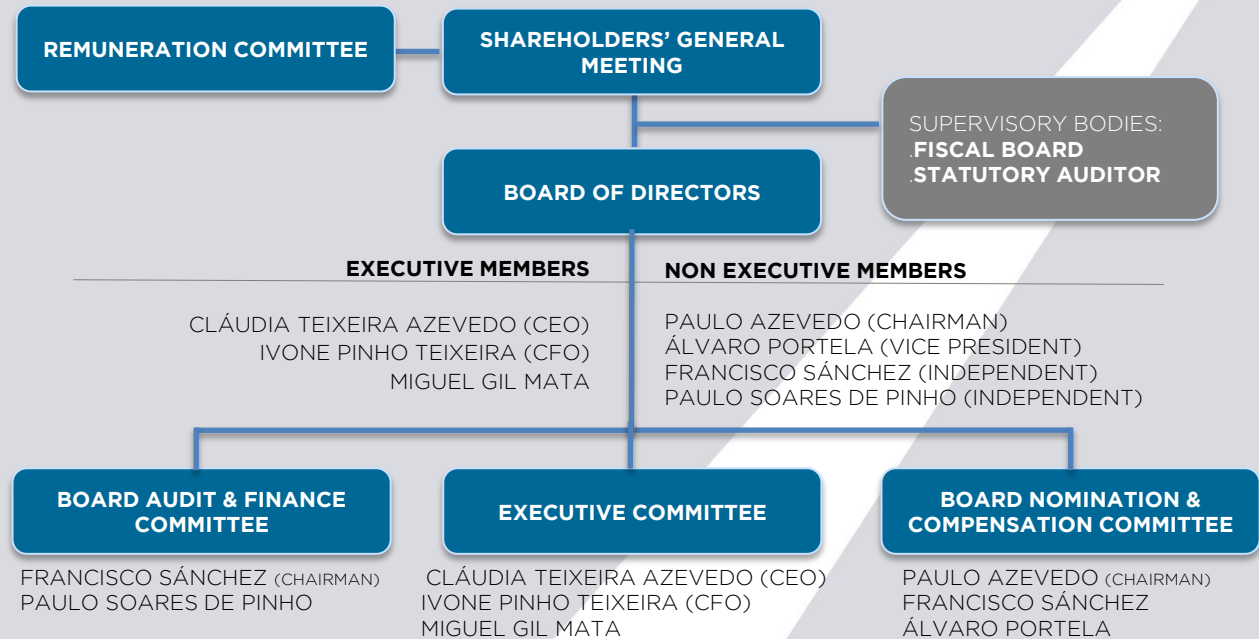 REMUNERATION COMMITTEE
SHAREHOLDERS' GENERAL
MEETING
SUPERVISORY BODIES:
.FISCAL BOARD
.STATUTORY AUDITOR
BOARD OF DIRECTORS
EXECUTIVE MEMBERS
CLÁUDIA TEIXEIRA AZEVEDO (CEO)
IVONE PINHO TEIXEIRA (CFO)
MIGUEL GIL MATA
NON EXECUTIVE MEMBERS
PAULO AZEVEDO (CHAIRMAN)
ÁLVARO PORTELA (VICE PRESIDENT)
FRANCISCO SÁNCHEZ (INDEPENDENT)
PAULO SOARES DE PINHO (INDEPENDENT)
BOARD AUDIT & FINANCE
COMMITTEE
FRANCISCO SÁNCHEZ (CHAIRMAN)
PAULO SOARES DE PINHO
EXECUTIVE COMMITTEE
CLÁUDIA TEIXEIRA AZEVEDO (CEO)
IVONE PINHO TEIXEIRA (CFO)
MIGUEL GIL MATA
BOARD NOMINATION &
COMPENSATION COMMITTEE
PAULO AZEVEDO (CHAIRMAN)
FRANCISCO SÁNCHEZ
ÁLVARO PORTELA